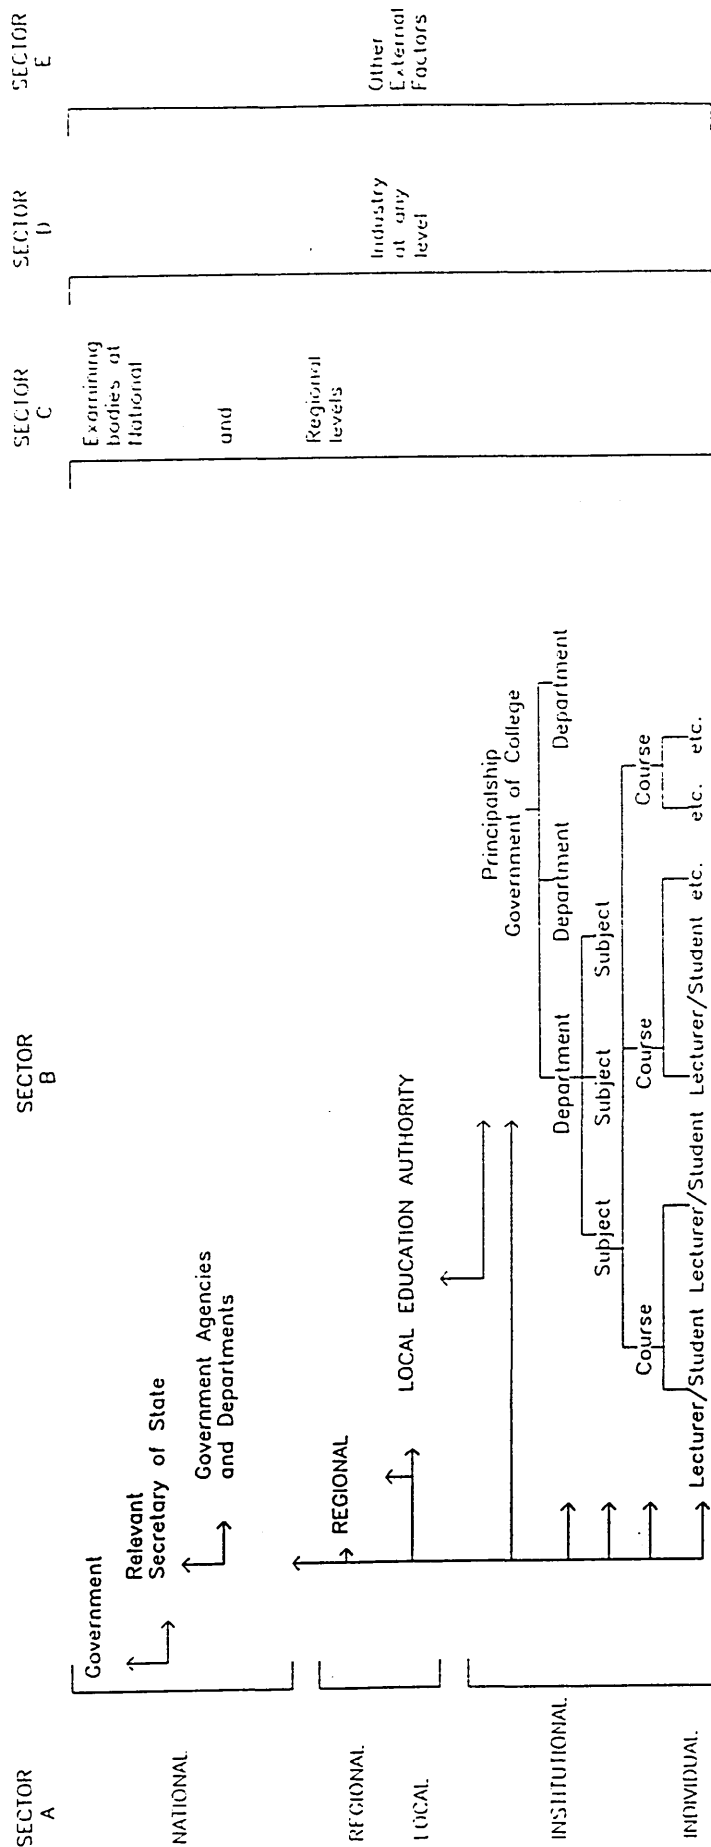 SECTOR
A
SECTOR
B
SECTOR
C
SECTOR
D
SECTOR
E
NATIONAL
REGIONAL
LOCAL
INSTITUTIONAL
INDIVIDUAL
Government
Relevant
Secretary of State
Government Agencies
and Departments
REGIONAL
LOCAL EDUCATION AUTHORITY
Principalship
Government of College
Department
Department
Department
Subject
Subject
Subject
Course
Course
Course
Lecturer/Student Lecturer/Student Lecturer/Student etc.
etc.
etc.
Examining
bodies at
National
and
Regional
levels
Industry
at any
level
Other
External
Factors